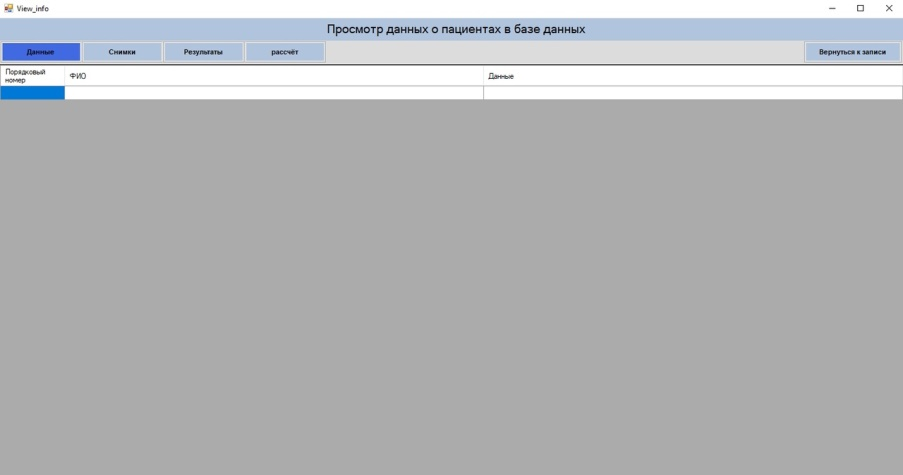 View_info
Просмотр данных о пациентах в базе данных
Данные
Снимки
Результаты
рассчёт
Вернуться к записи
Порядковый
номер
ФИО
Данные